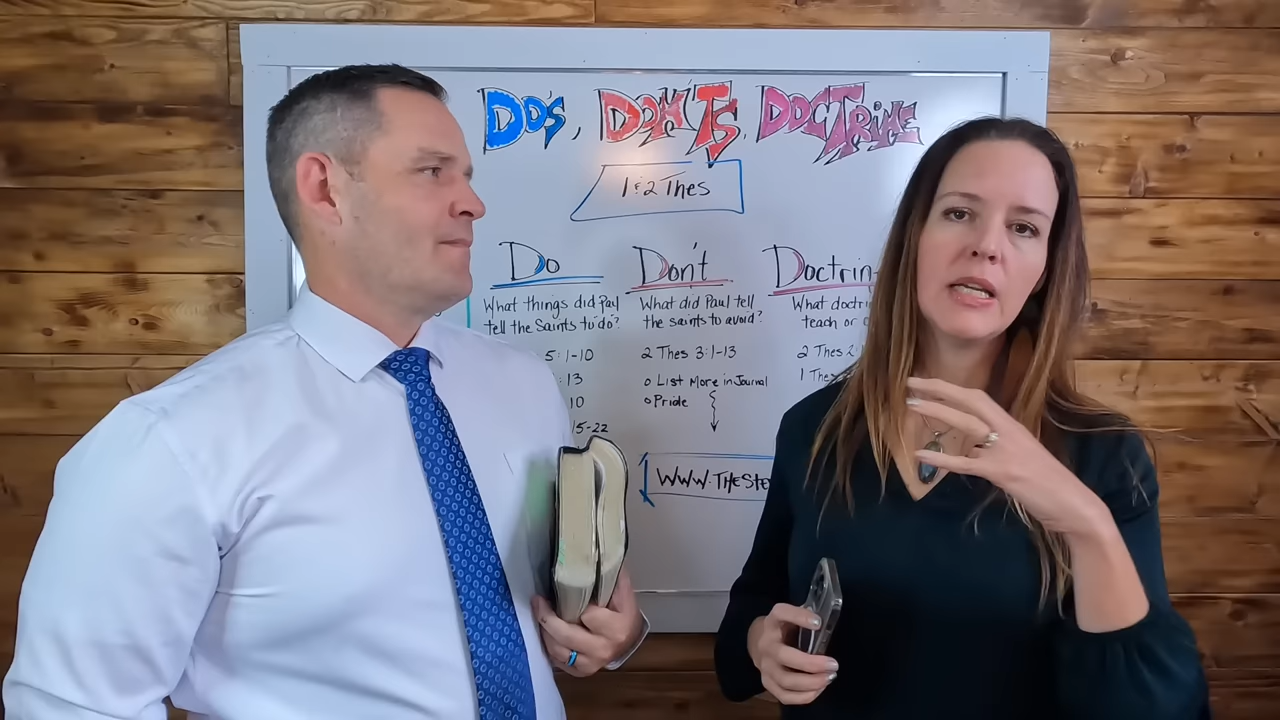 DO'S, DON'TS, DOCTRINE
1 & 2 Thes
Do
What things did Paul
tell the Saints to do?
5:1-10
:13
10
15-22
Don't
What did Paul tell
the saints to avoid?
2 Thes 3:1-13
o List More in Journal
o Pride
Doctrin
What doctri
teach or
2 Thes 2
1 Thes
WWW.THESTE